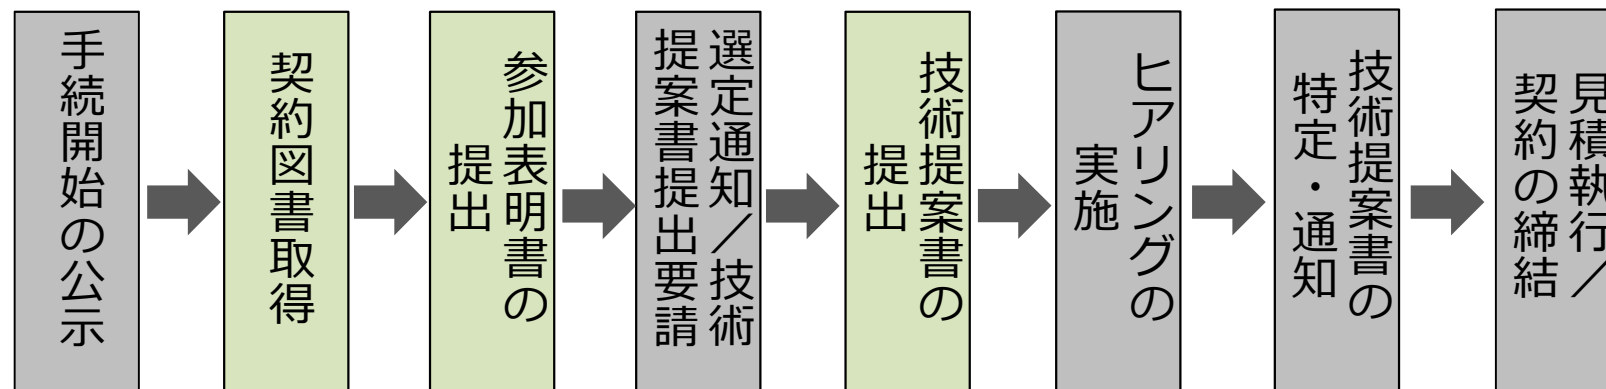 手続開始の公示
契約図書取得
参加表明書の
提出
選定通知／技術
提案書提出要請
技術提案書の
提出
ヒアリングの
実施
技術提案書の
特定・通知
見積執行／
契約の締結